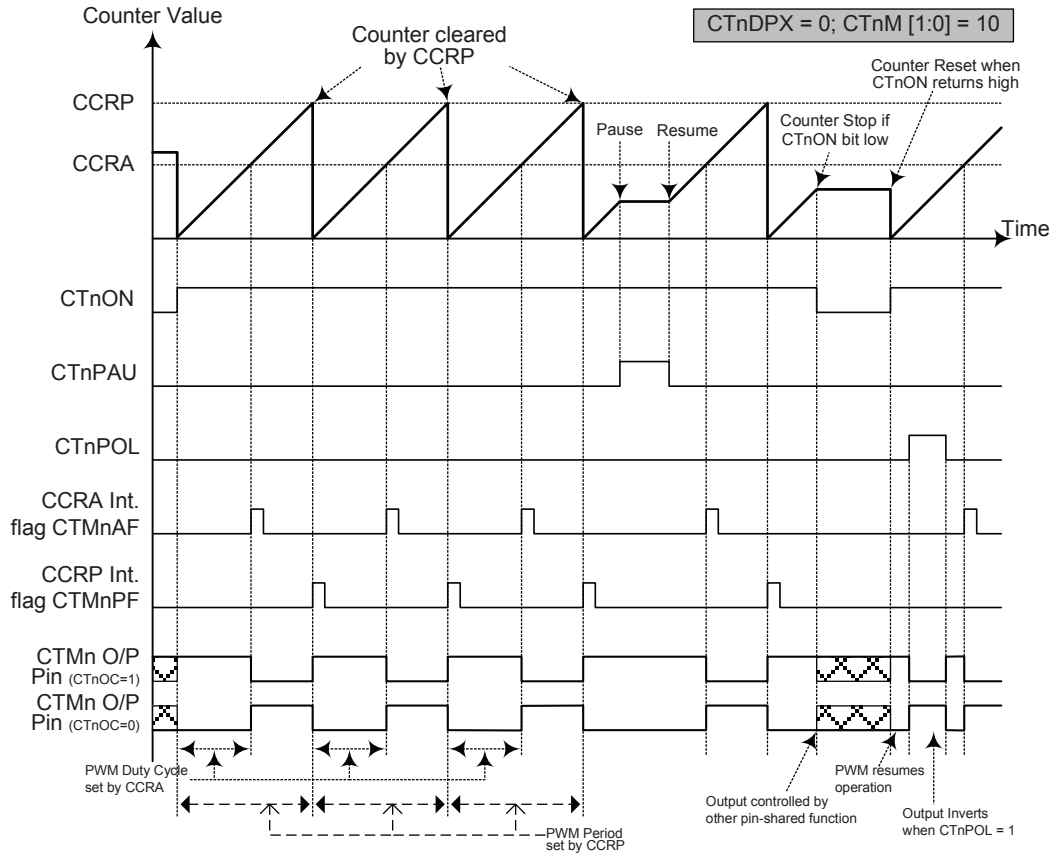 Counter Value
CTnDPX = 0; CTnM [1:0] = 10
Counter cleared
by CCRP
Counter Reset when
CTnON returns high
CCRP
Counter Stop if
CTnON bit low
Pause
Resume
CCRA
Time
CTnON
CTnPAU
CTnPOL
CCRA Int.
flag CTMnAF
CCRP Int.
flag CTMnPF
CTMn O/P
Pin (CTnOC=1)
CTMn O/P
Pin (CTnOC=0)
PWM Duty Cycle
set by CCRA
PWM resumes
operation
Output controlled by
other pin-shared function
Output Inverts
when CTnPOL = 1
PWM Period
set by CCRP